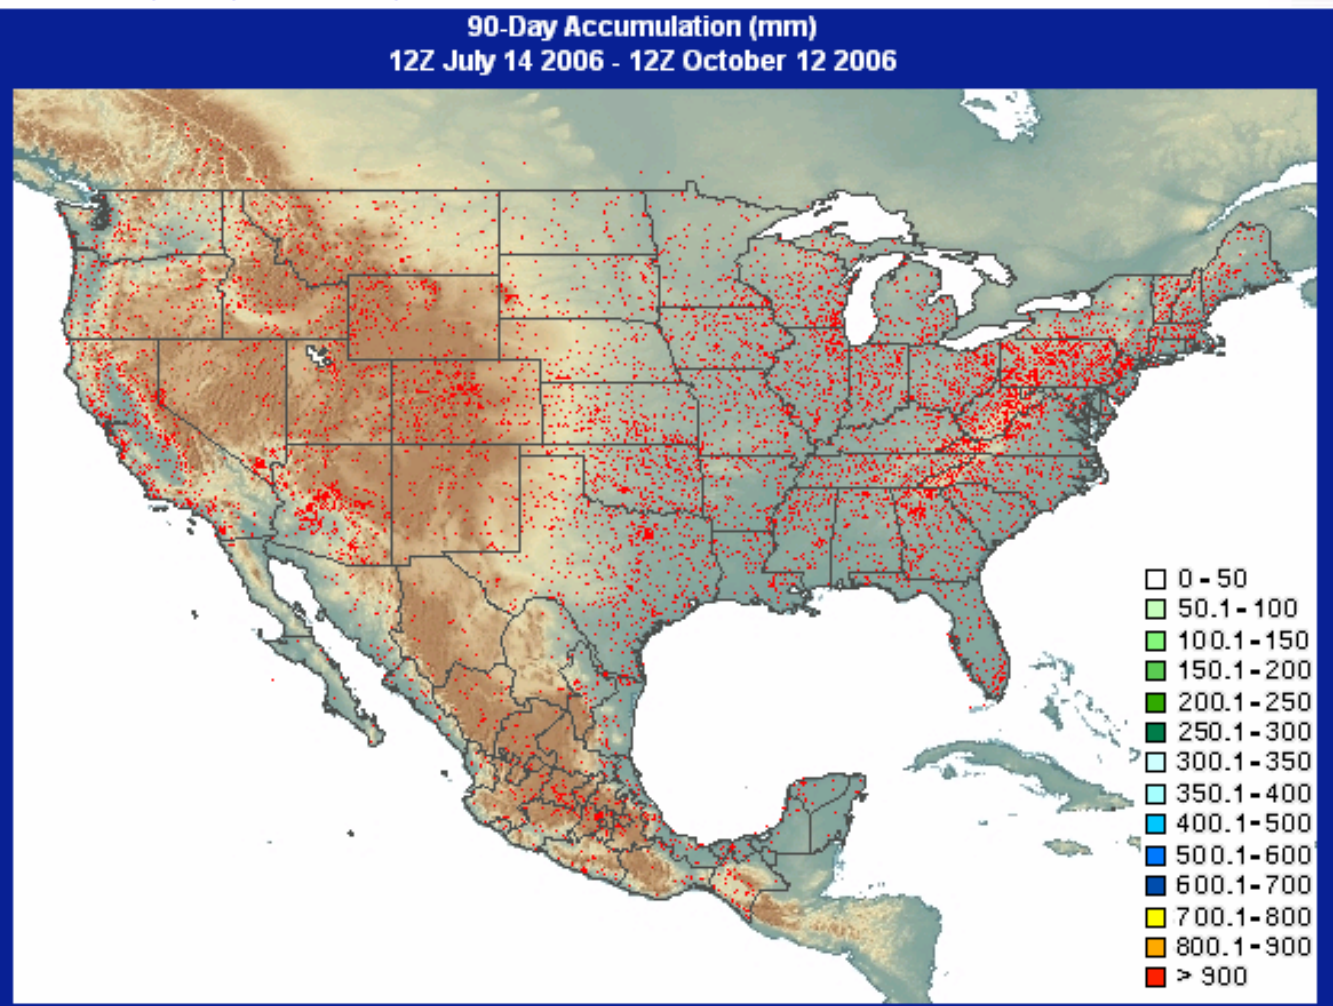 90-Day Accumulation (mm)
12Z July 14 2006 - 12Z October 12 2006
0 - 50
50.1 - 100
100.1 - 150
150.1 - 200
200.1 - 250
250.1 - 300
300.1 - 350
350.1 - 400
400.1 - 500
500.1 - 600
600.1 - 700
700.1 - 800
800.1 - 900
> 900